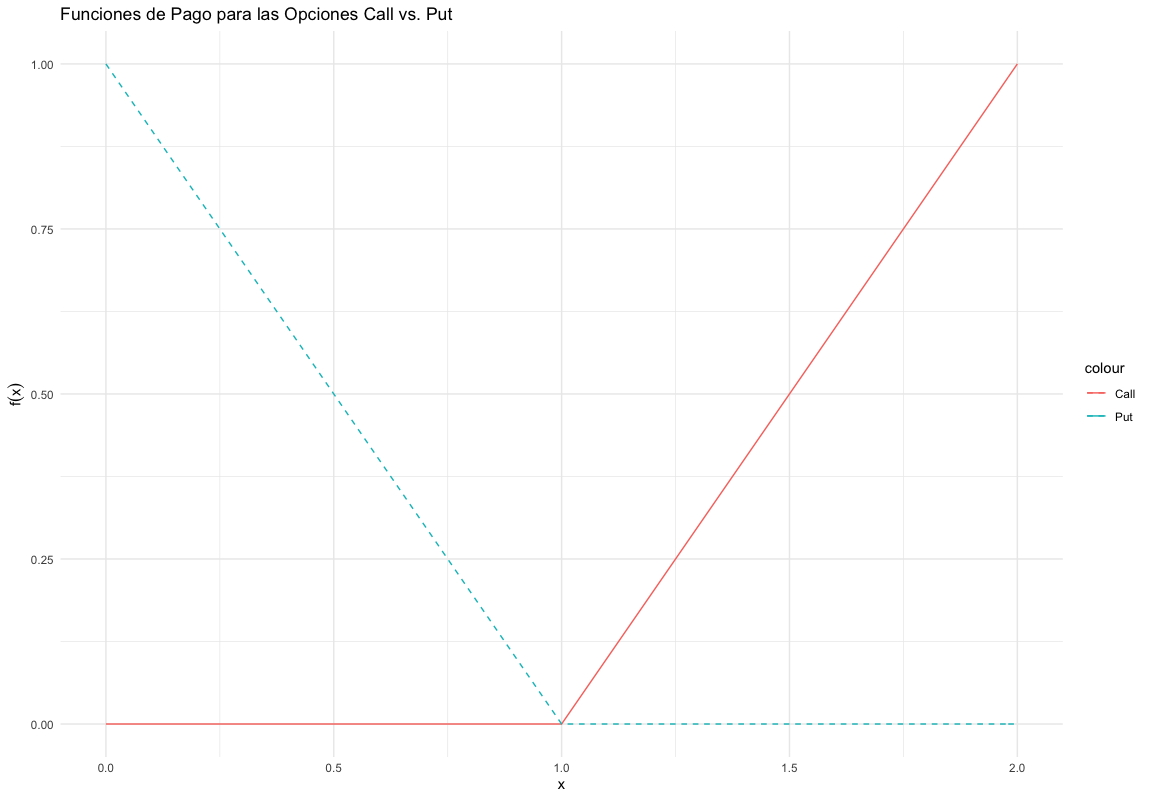 Funciones de Pago para las Opciones Call vs. Put
1.00
0.75
0.50
0.25
0.00
f(x)
0.0
0.5
1.0
1.5
2.0
x
colour
Call
Put